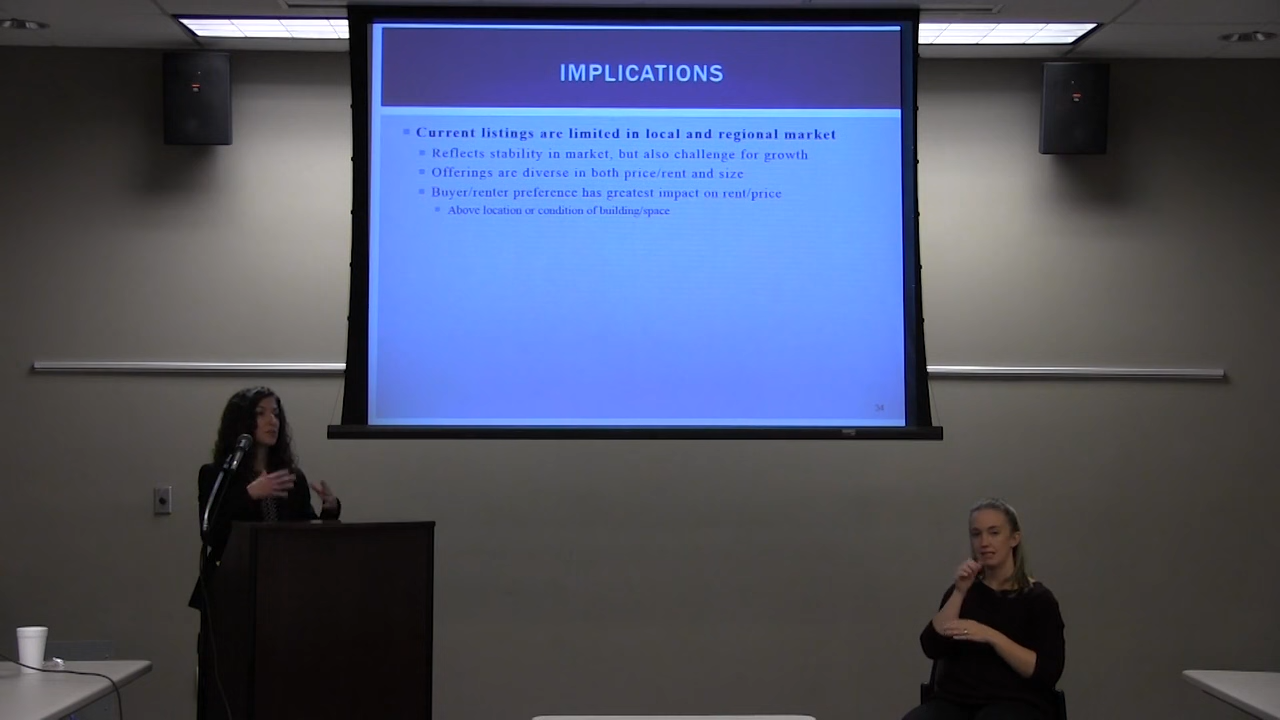 IMPLICATIONS
Current listings are limited in local and regional market
Reflects stability in market, but also challenge for growth
Offerings are diverse in both price/rent and size
Buyer/renter preference has greatest impact on rent/price
Above location or condition of building/space
34